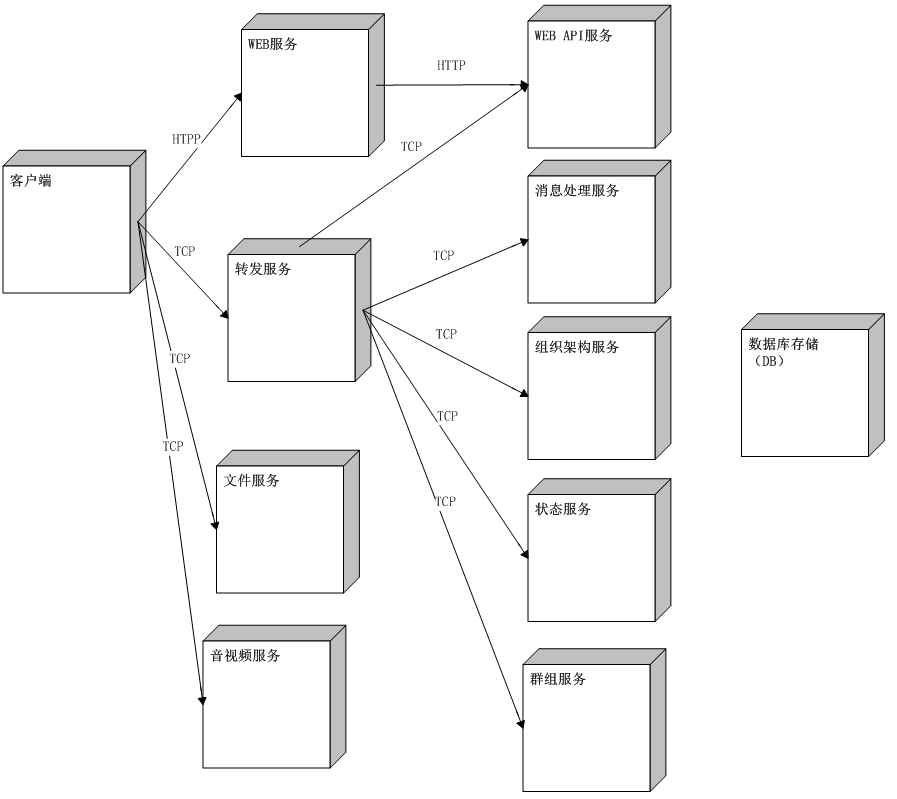 WEB服务
WEB API服务
HTTP
HTPP
TCP
客户端
消息处理服务
TCP
转发服务
TCP
TCP
组织架构服务
数据库存储
（DB）
TCP
TCP
TCP
文件服务
TCP
状态服务
音视频服务
群组服务